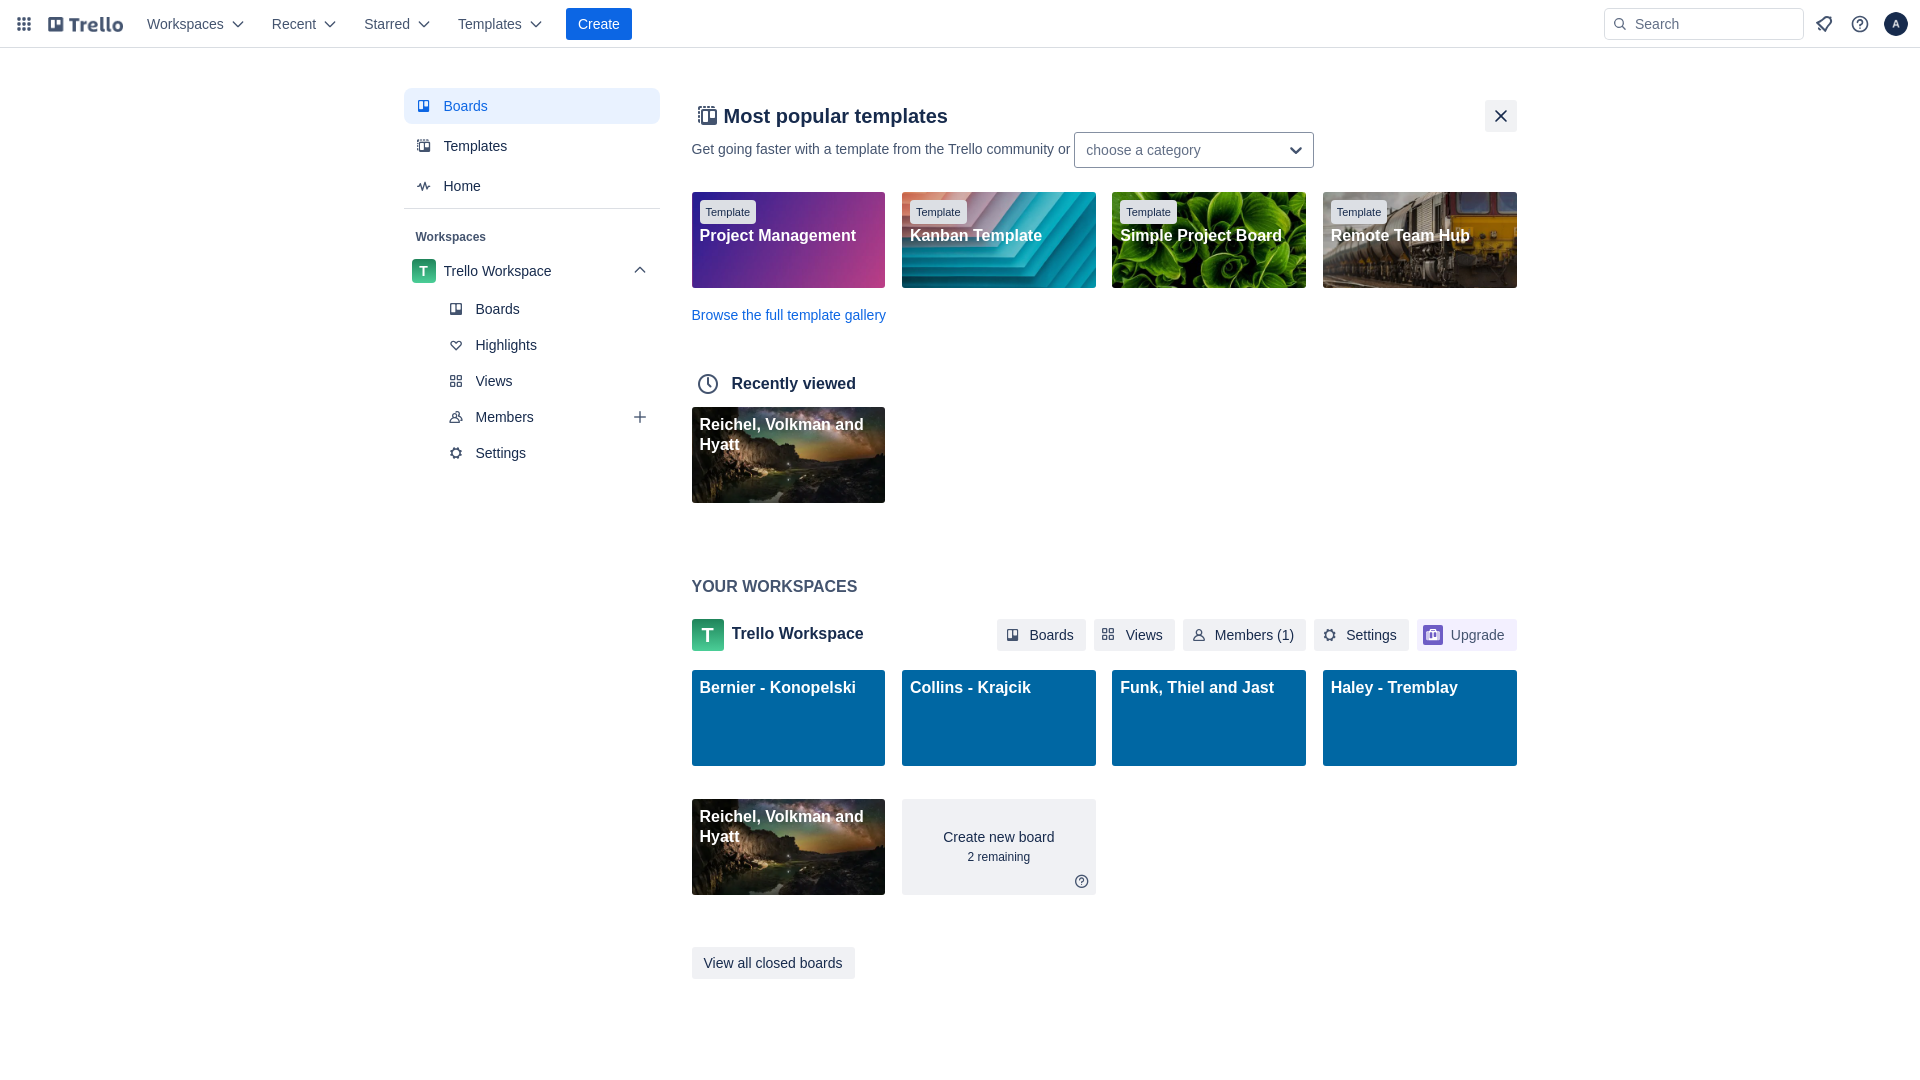 Trello
Workspaces
Recent
Starred
Templates
Create
Search
A
Boards
Templates
Home
Workspaces
T
Trello Workspace
Boards
Highlights
Views
Members
Settings
Most popular templates
Get going faster with a template from the Trello community or
choose a category
Template
Project Management
Template
Kanban Template
Template
Simple Project Board
Template
Remote Team Hub
Browse the full template gallery
Recently viewed
Reichel, Volkman and
Hyatt
YOUR WORKSPACES
T
Trello Workspace
Boards
Views
Members (1)
Settings
Upgrade
Bernier - Konopelski
Collins - Krajcik
Funk, Thiel and Jast
Haley - Tremblay
Reichel, Volkman and
Hyatt
Create new board
2 remaining
View all closed boards